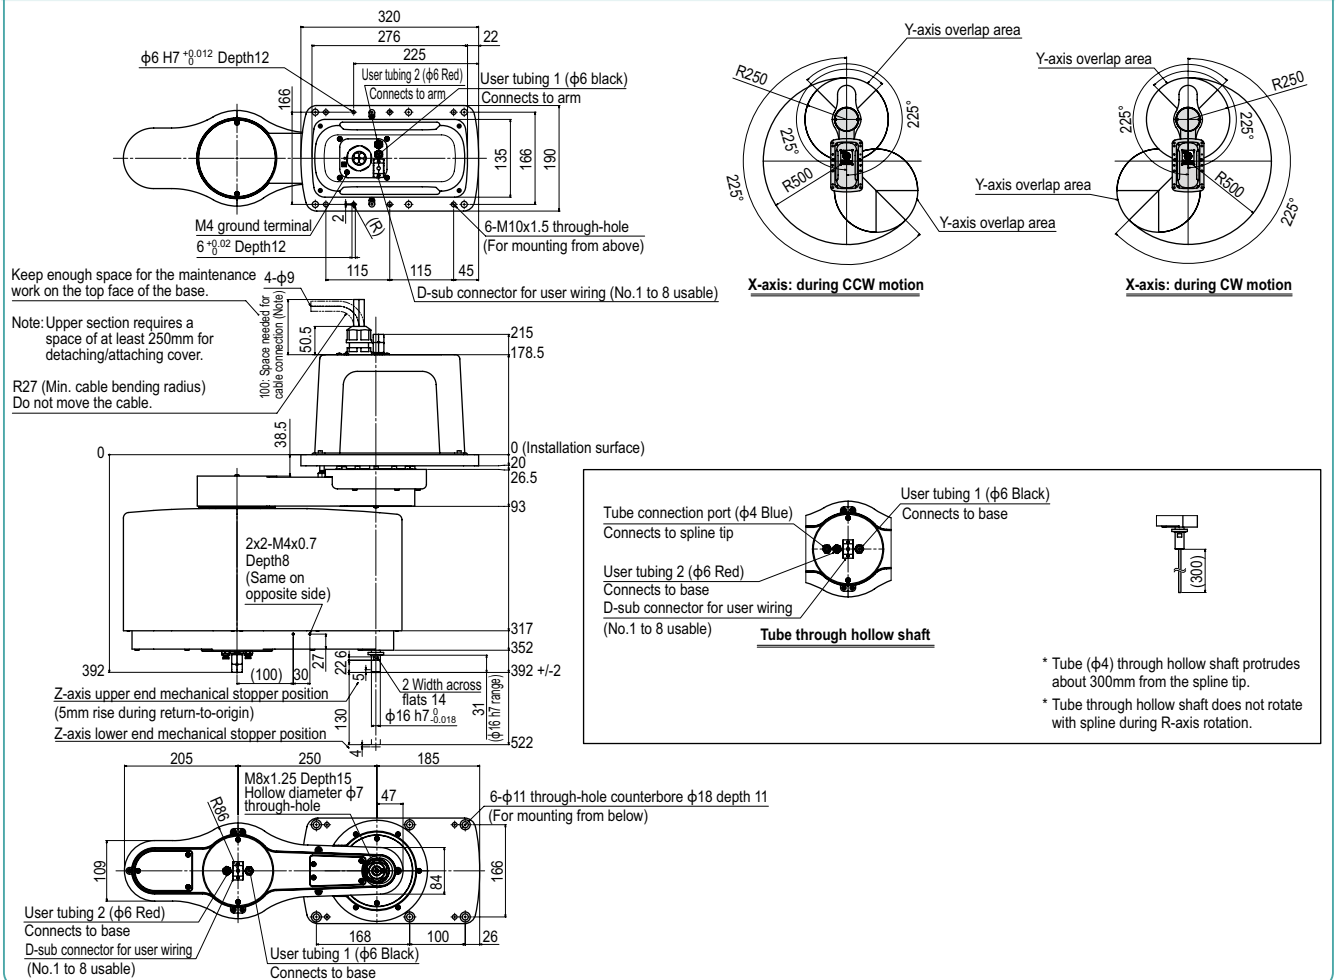 320
276
22
225
ϕ6 H7 +0.012 0 Depth12
User tubing 2 (ϕ6 Red)
Connects to arm
User tubing 1 (ϕ6 black)
Connects to arm
166
135
166
190
2
(R)
M4 ground terminal
6 +0.02 0 Depth12
6-M10x1.5 through-hole
(For mounting from above)
115
115
45
D-sub connector for user wiring (No.1 to 8 usable)
Y-axis overlap area
R250
225°
225°
R500
225°
Y-axis overlap area
X-axis: during CCW motion
Y-axis overlap area
R250
225°
225°
Y-axis overlap area
R500
225°
X-axis: during CW motion
Keep enough space for the maintenance
work on the top face of the base.
Note: Upper section requires a
space of at least 250mm for
detaching/attaching cover.
R27 (Min. cable bending radius)
Do not move the cable.
4-ϕ9
100: Space needed for
cable connection (Note)
50.5
215
178.5
38.5
0
0 (Installation surface)
20
26.5
93
2x2-M4x0.7
Depth8
(Same on
opposite side)
317
352
392
392 +/-2
(100)
30
27
22.6
5
2 Width across
flats 14
ϕ16 h7 0 -0.018
31
(ϕ16 h7 range)
Z-axis upper end mechanical stopper position
(5mm rise during return-to-origin)
Z-axis lower end mechanical stopper position
130
4
522
Tube connection port (ϕ4 Blue)
Connects to spline tip
User tubing 2 (ϕ6 Red)
Connects to base
D-sub connector for user wiring
(No.1 to 8 usable)
User tubing 1 (ϕ6 Black)
Connects to base
Tube through hollow shaft
(300)
* Tube (ϕ4) through hollow shaft protrudes
about 300mm from the spline tip.
* Tube through hollow shaft does not rotate
with spline during R-axis rotation.
205
250
185
M8x1.25 Depth15
Hollow diameter ϕ7
through-hole
47
R86
6-ϕ11 through-hole counterbore ϕ18 depth 11
(For mounting from below)
109
84
166
User tubing 2 (ϕ6 Red)
Connects to base
D-sub connector for user wiring
(No.1 to 8 usable)
User tubing 1 (ϕ6 Black)
Connects to base
168
100
26